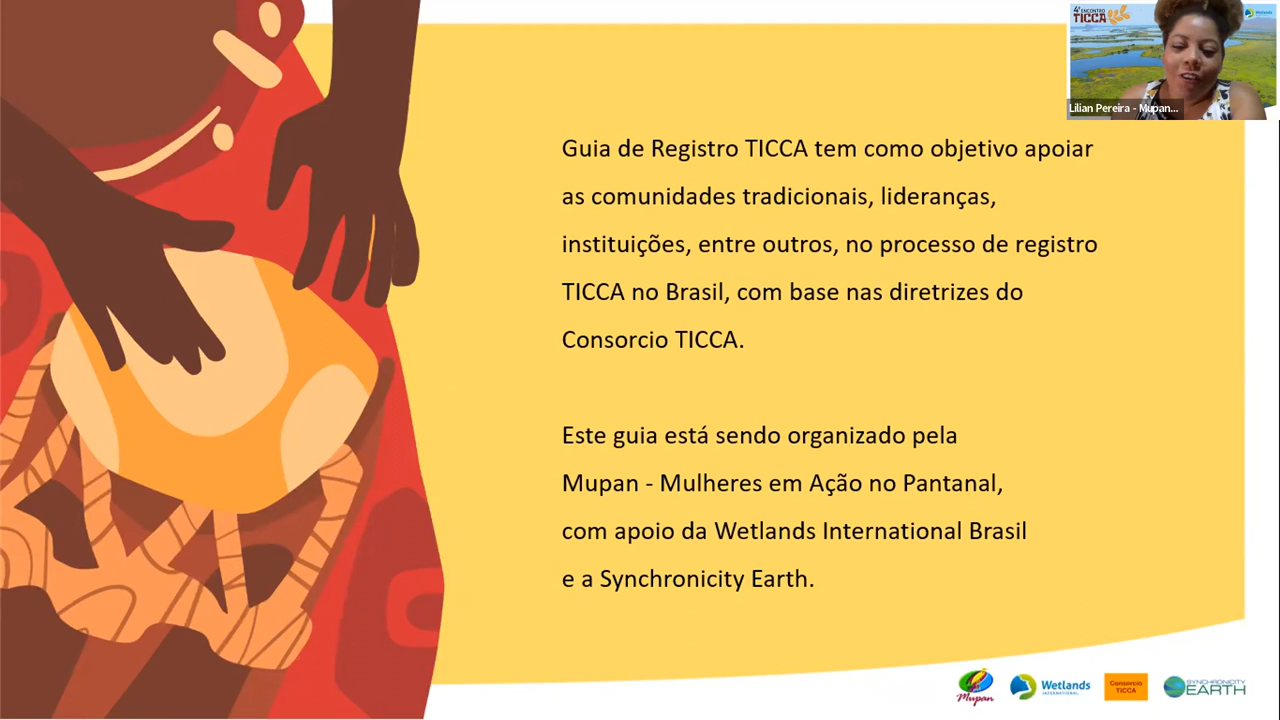 4º ENCONTRO
TICCA
Wetlands
Lilian Pereira - Mupan...
Guia de Registro TICCA tem como objetivo apoiar
as comunidades tradicionais, lideranças,
instituições, entre outros, no processo de registro
TICCA no Brasil, com base nas diretrizes do
Consorcio TICCA.
Este guia está sendo organizado pela
Mupan - Mulheres em Ação no Pantanal,
com apoio da Wetlands International Brasil
e a Synchronicity Earth.
Mupan
Wetlands
INTERNATIONAL
Consorcio
TICCA
SYNCHRONICITY
EARTH